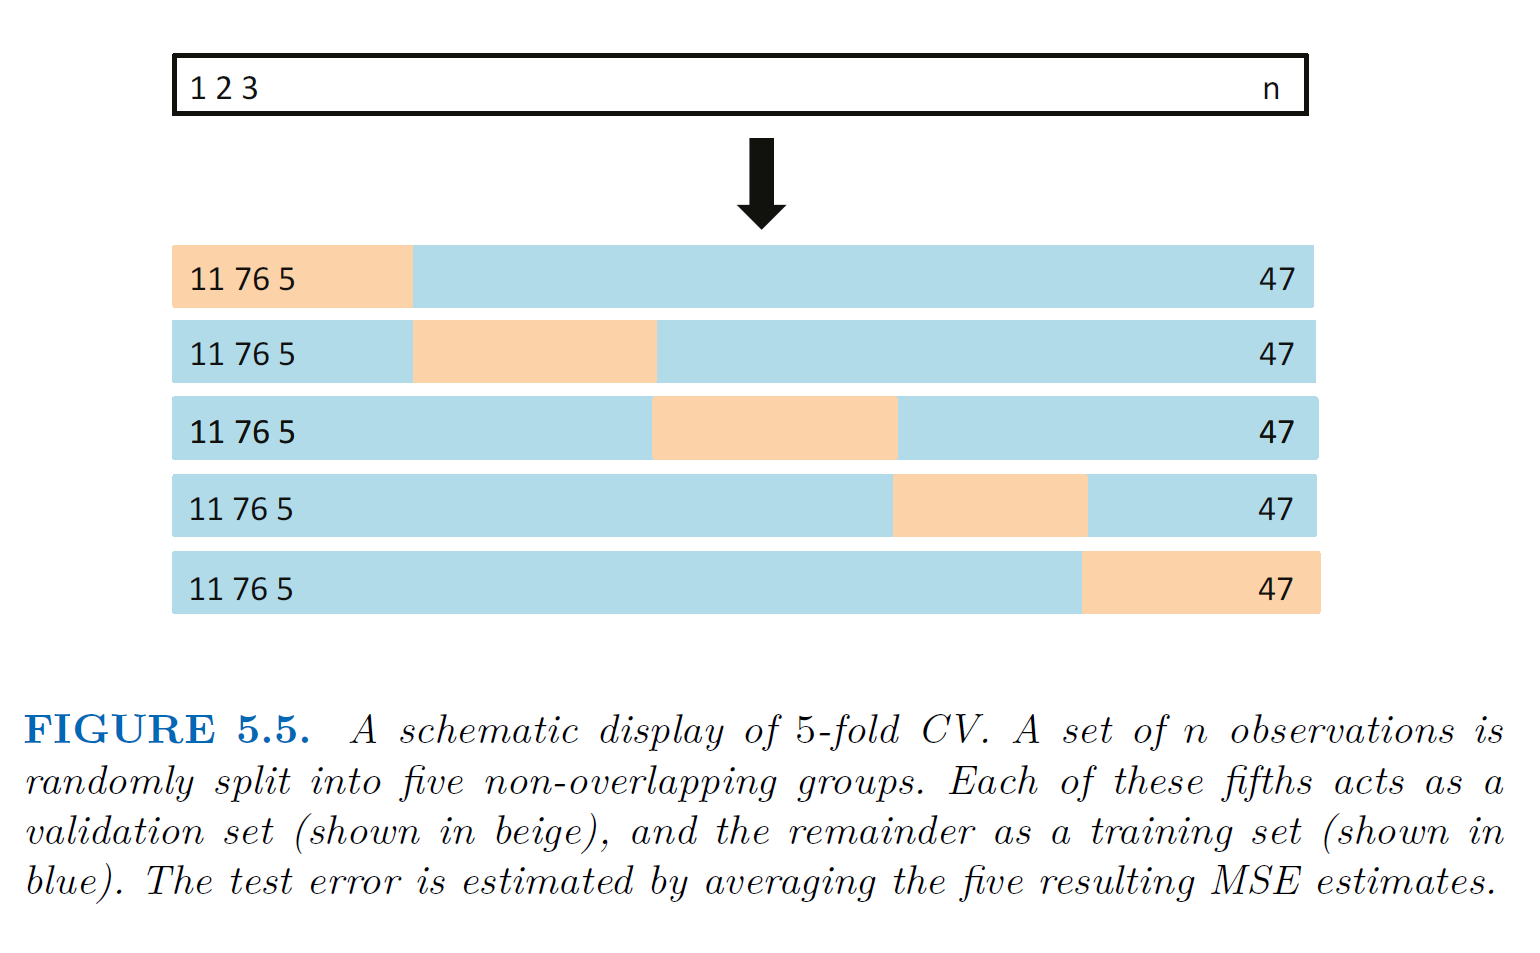 1 2 3 n
11 76 5 47
11 76 5 47
11 76 5 47
11 76 5 47
11 76 5 47
FIGURE 5.5. A schematic display of 5-fold CV. A set of n observations is
randomly split into five non-overlapping groups. Each of these fifths acts as a
validation set (shown in beige), and the remainder as a training set (shown in
blue). The test error is estimated by averaging the five resulting MSE estimates.